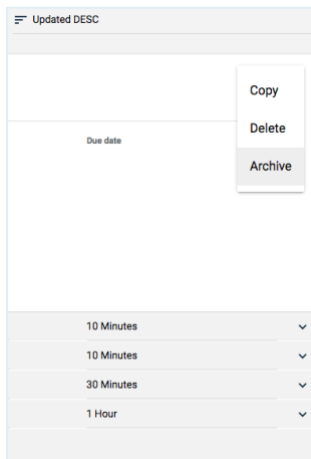 Updated DESC
Copy
Delete
Due date
Archive
10 Minutes
10 Minutes
30 Minutes
1 Hour